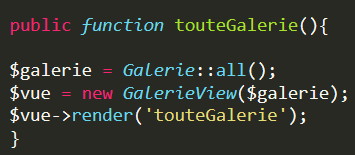 public function touteGalerie(){
$galerie = Galerie::all();
$vue = new GalerieView($galerie);
$vue->render('touteGalerie');
}